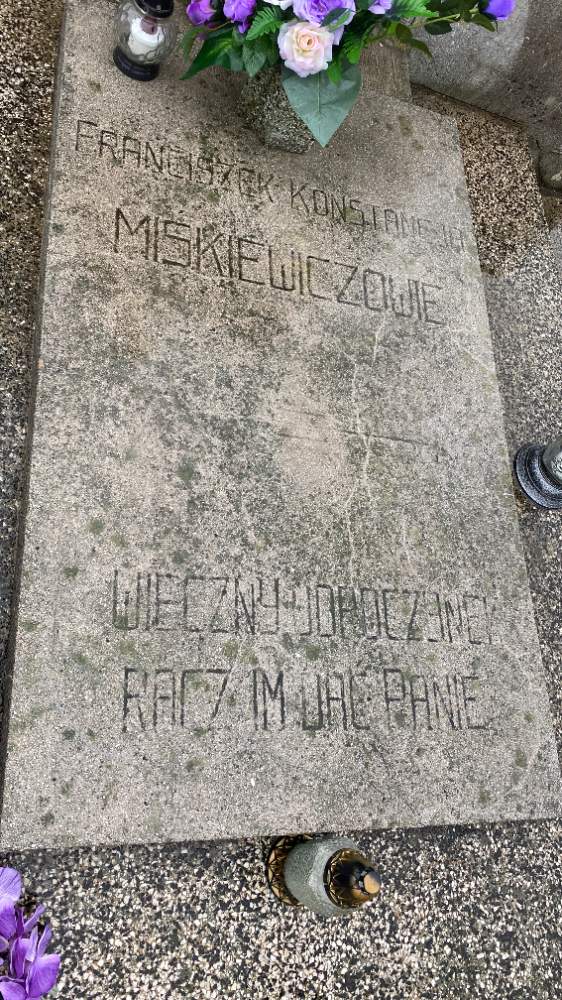 FRANCISZEK KONSTANCJA
MIŚKIEWICZOWIE
WIECZNY ODPOCZYNEK
RACZ IM DAĆ PANIE